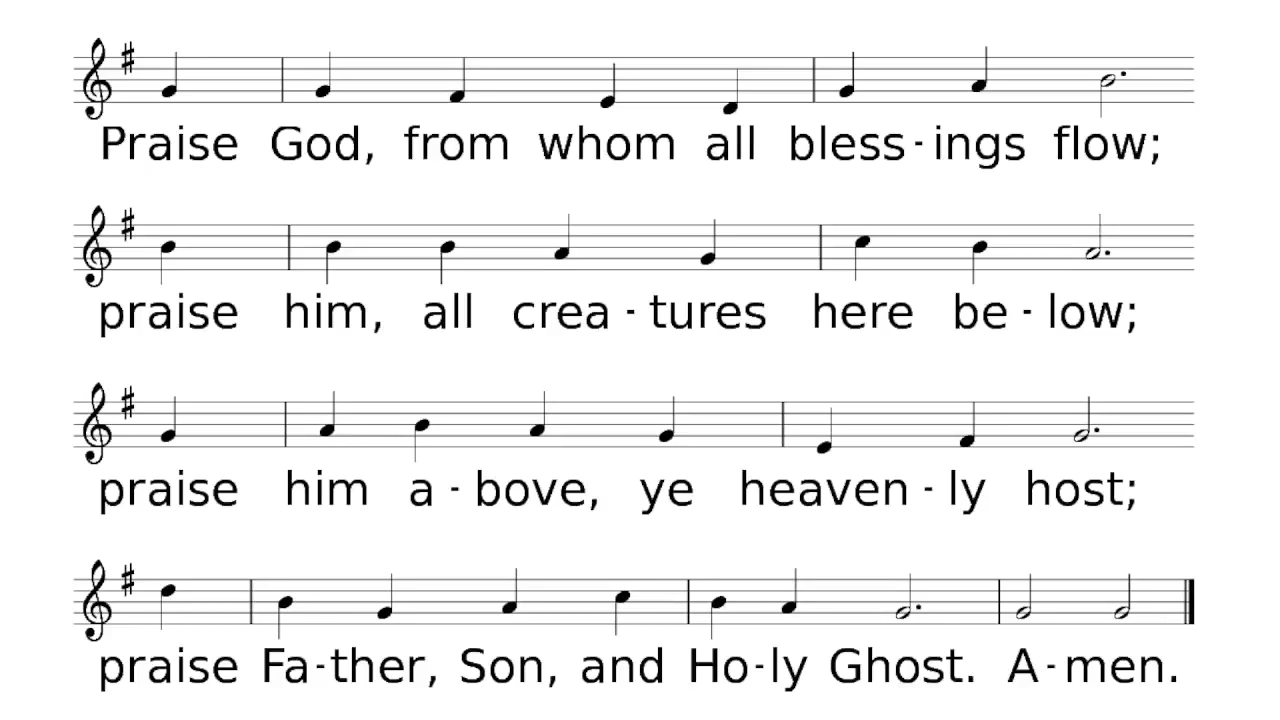 Praise God, from whom all bless-ings flow;
praise him, all crea-tures here be-low;
praise him a-bove, ye heaven-ly host;
praise Fa-ther, Son, and Ho-ly Ghost. A-men.